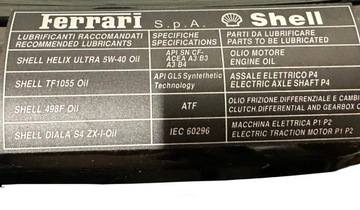 Ferrari S.p.A. Shell
LUBRIFICANTI RACCOMANDATI
RECOMMENDED LUBRICANTS
SPECIFICHE
SPECIFICATIONS
PARTI DA LUBRIFICARE
PARTS TO BE LUBRICATED
SHELL HELIX ULTRA 5W-40 Oil
API SN CF-
ACEA A3 B3
A3 B4
OLIO MOTORE
ENGINE OIL
SHELL TF1055 Oil
API GL5 Syntethetic
Technology
ASSALE ELETTRICO P4
ELECTRIC AXLE SHAFT P4
SHELL 498F Oil
ATF
OLIO FRIZIONE, DIFFERENZIALE E CAMBIO
CLUTCH, DIFFERENTIAL AND GEARBOX
SHELL DIALA S4 ZX-I-Oil
IEC 60296
MACCHINA ELETTRICA P1 P2
ELECTRIC TRACTION MOTOR P1 P2